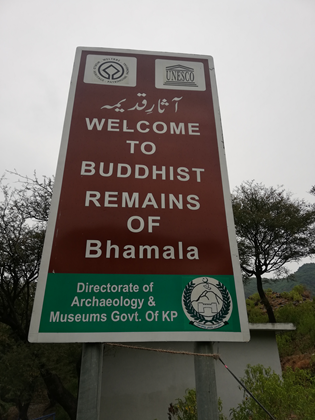 UNESCO
آثارِ قدیمہ
WELCOME
TO
BUDDHIST
REMAINS
OF
Bhamala
Directorate of
Archaeology &
Museums Govt. Of KP